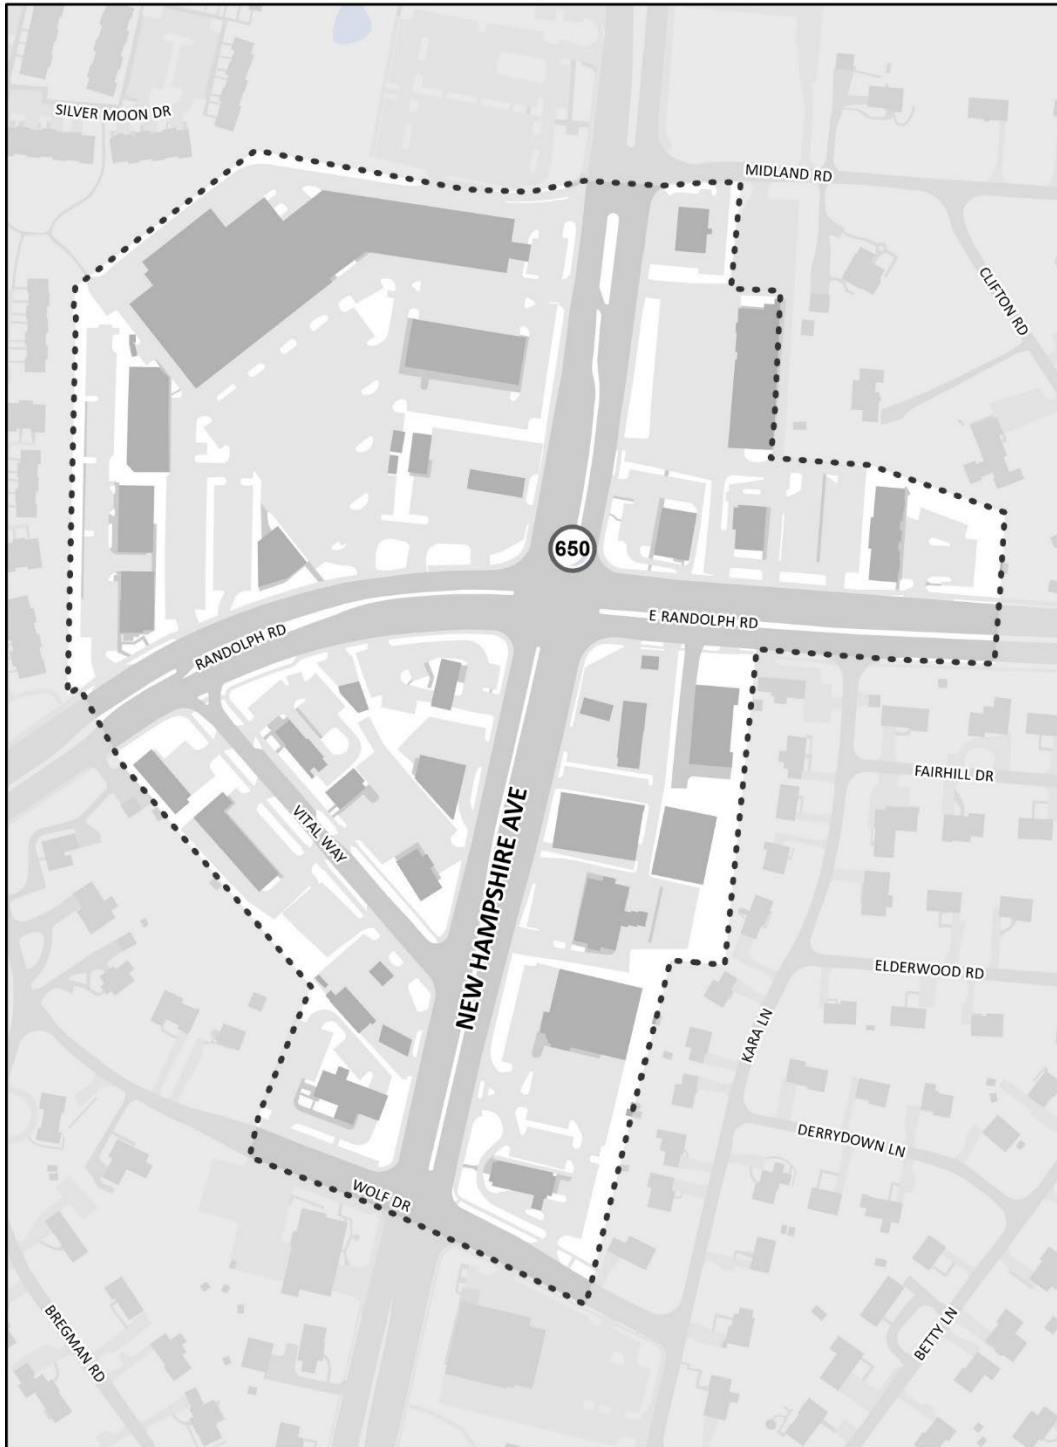 SILVER MOON DR
MIDLAND RD
CLIFTON RD
650
E RANDOLPH RD
RANDOLPH RD
FAIRHILL DR
VITAL WAY
NEW HAMPSHIRE AVE
ELDERWOOD RD
KARA LN
DERRYDOWN LN
WOLF DR
BREGMAN RD
BETTY LN